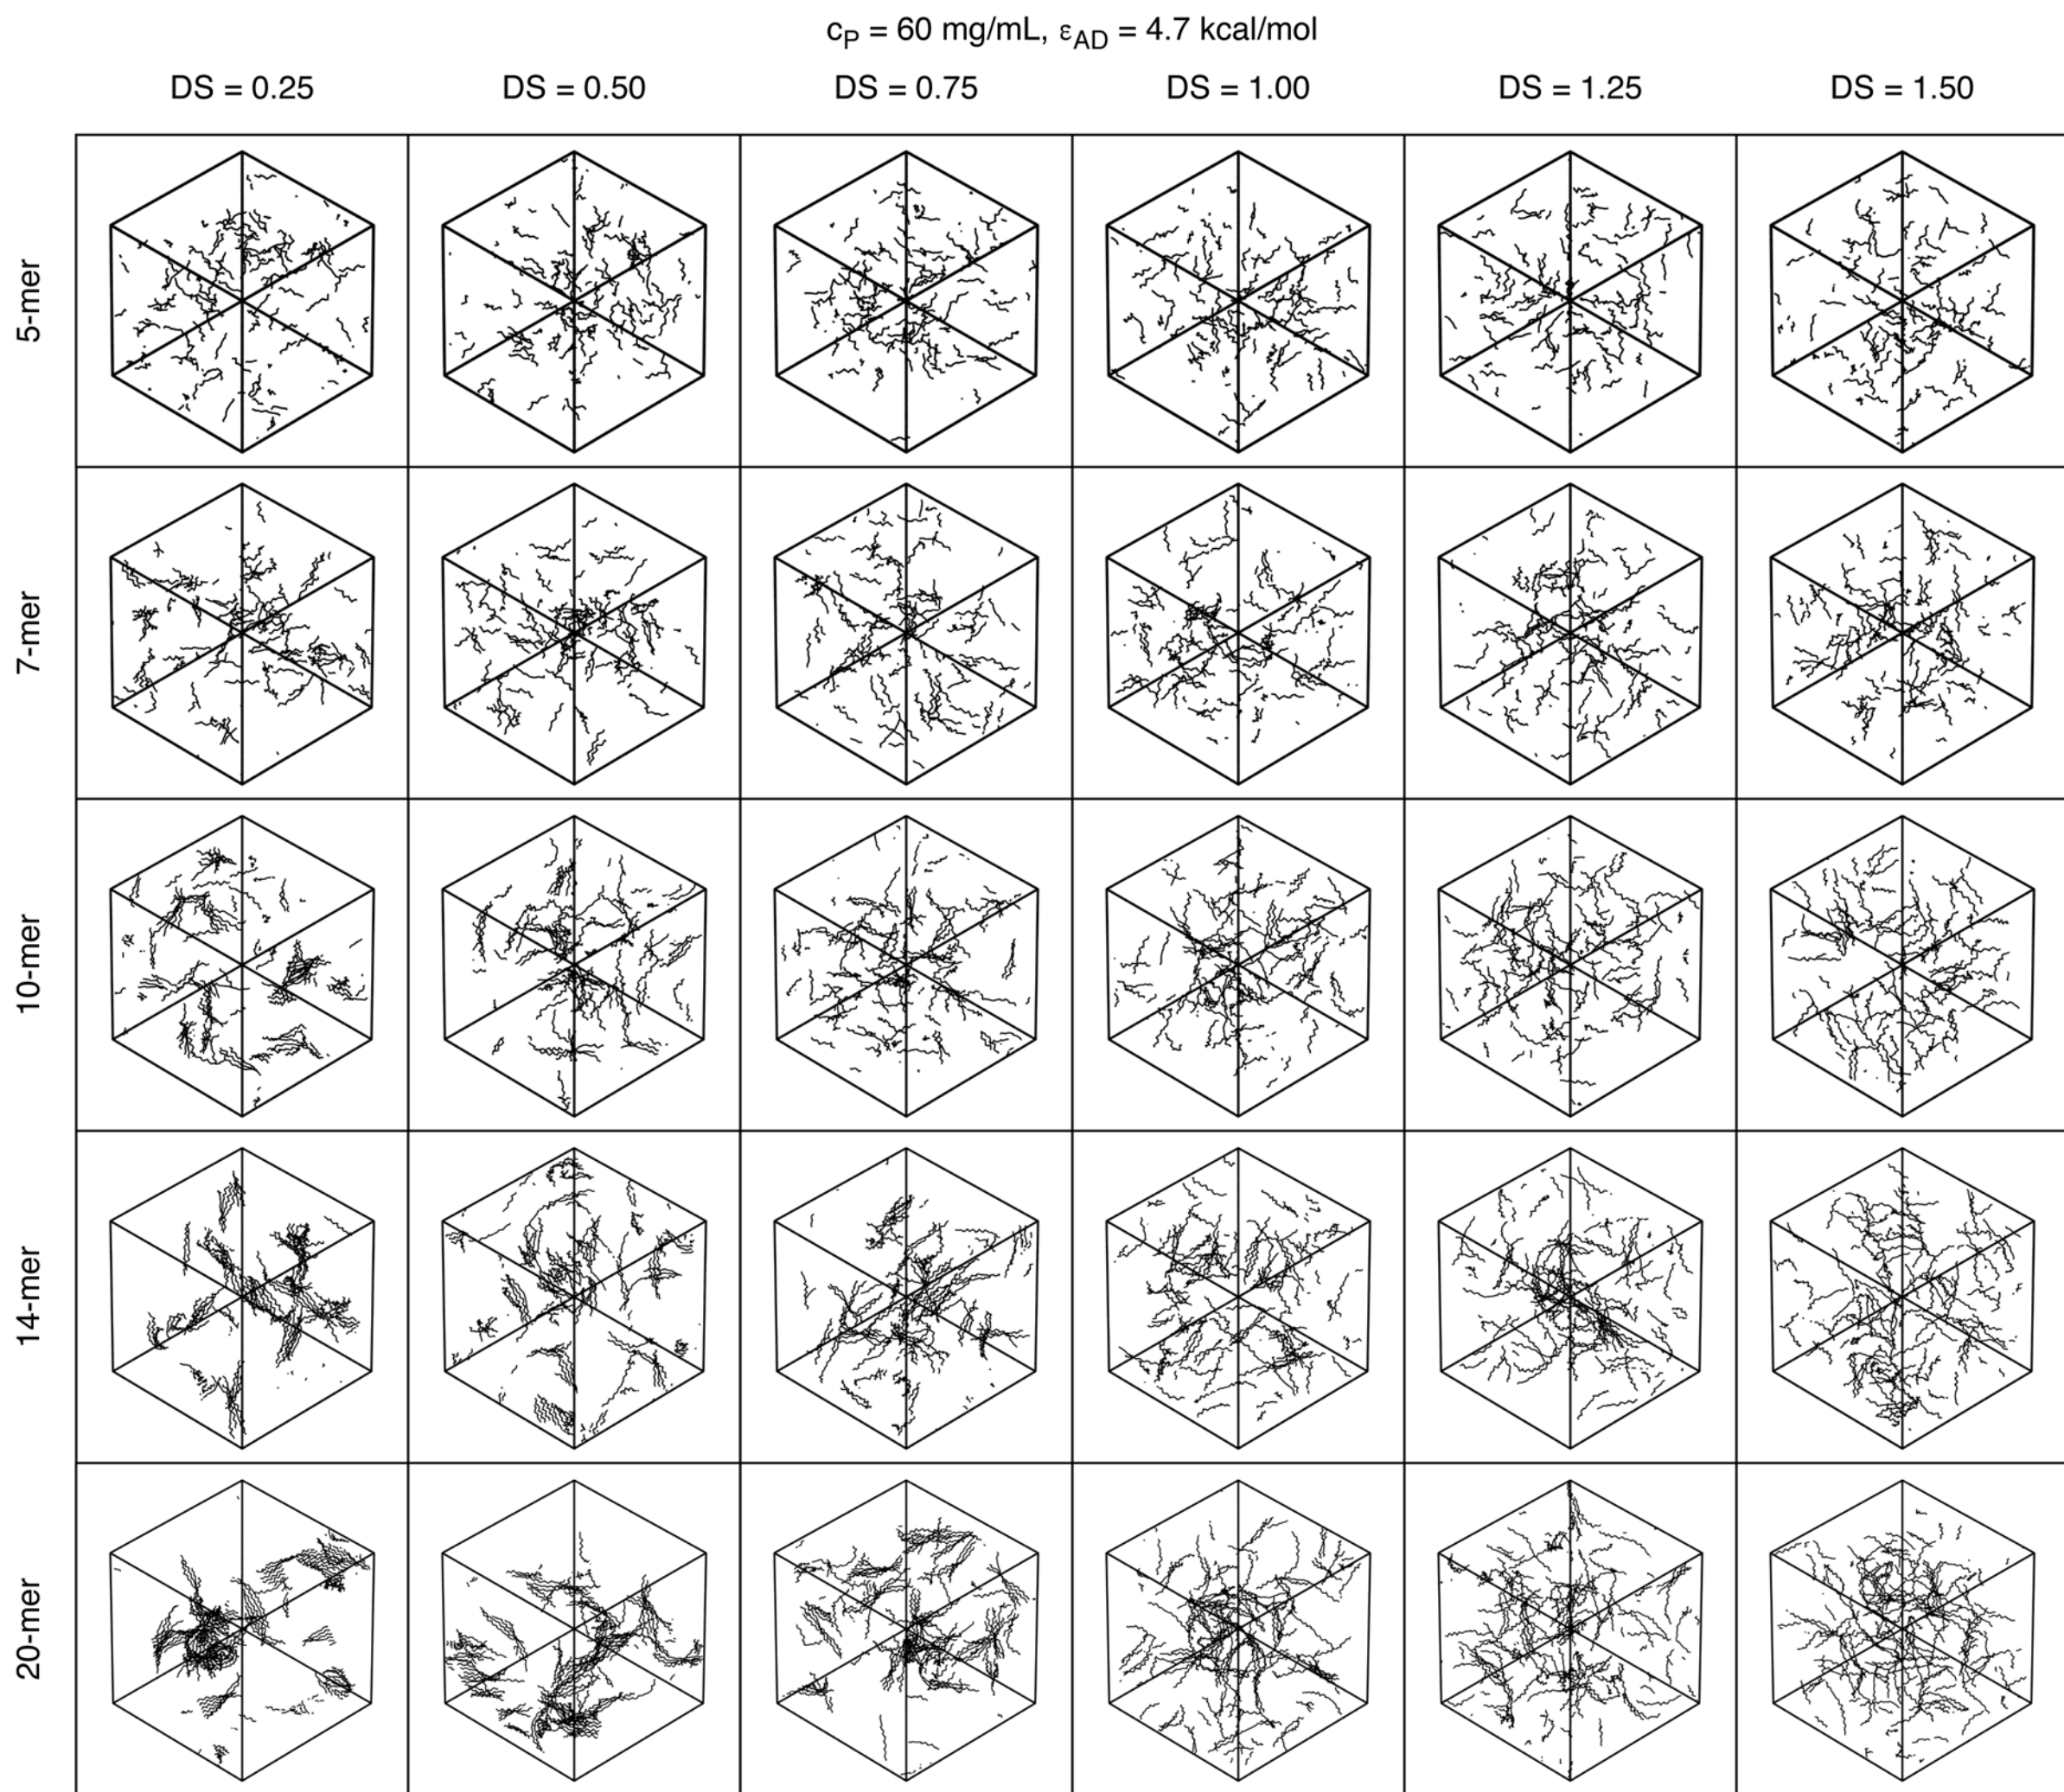 c_P = 60 mg/mL, ε_AD = 4.7 kcal/mol
DS = 0.25 DS = 0.50 DS = 0.75 DS = 1.00 DS = 1.25 DS = 1.50
5-mer
7-mer
10-mer
14-mer
20-mer